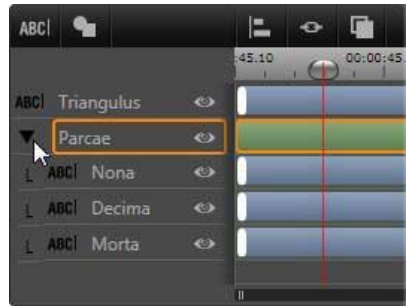 ABC
:45.10 00:00:45.
ABC Triangulus
Parcae
ABC Nona
ABC Decima
ABC Morta